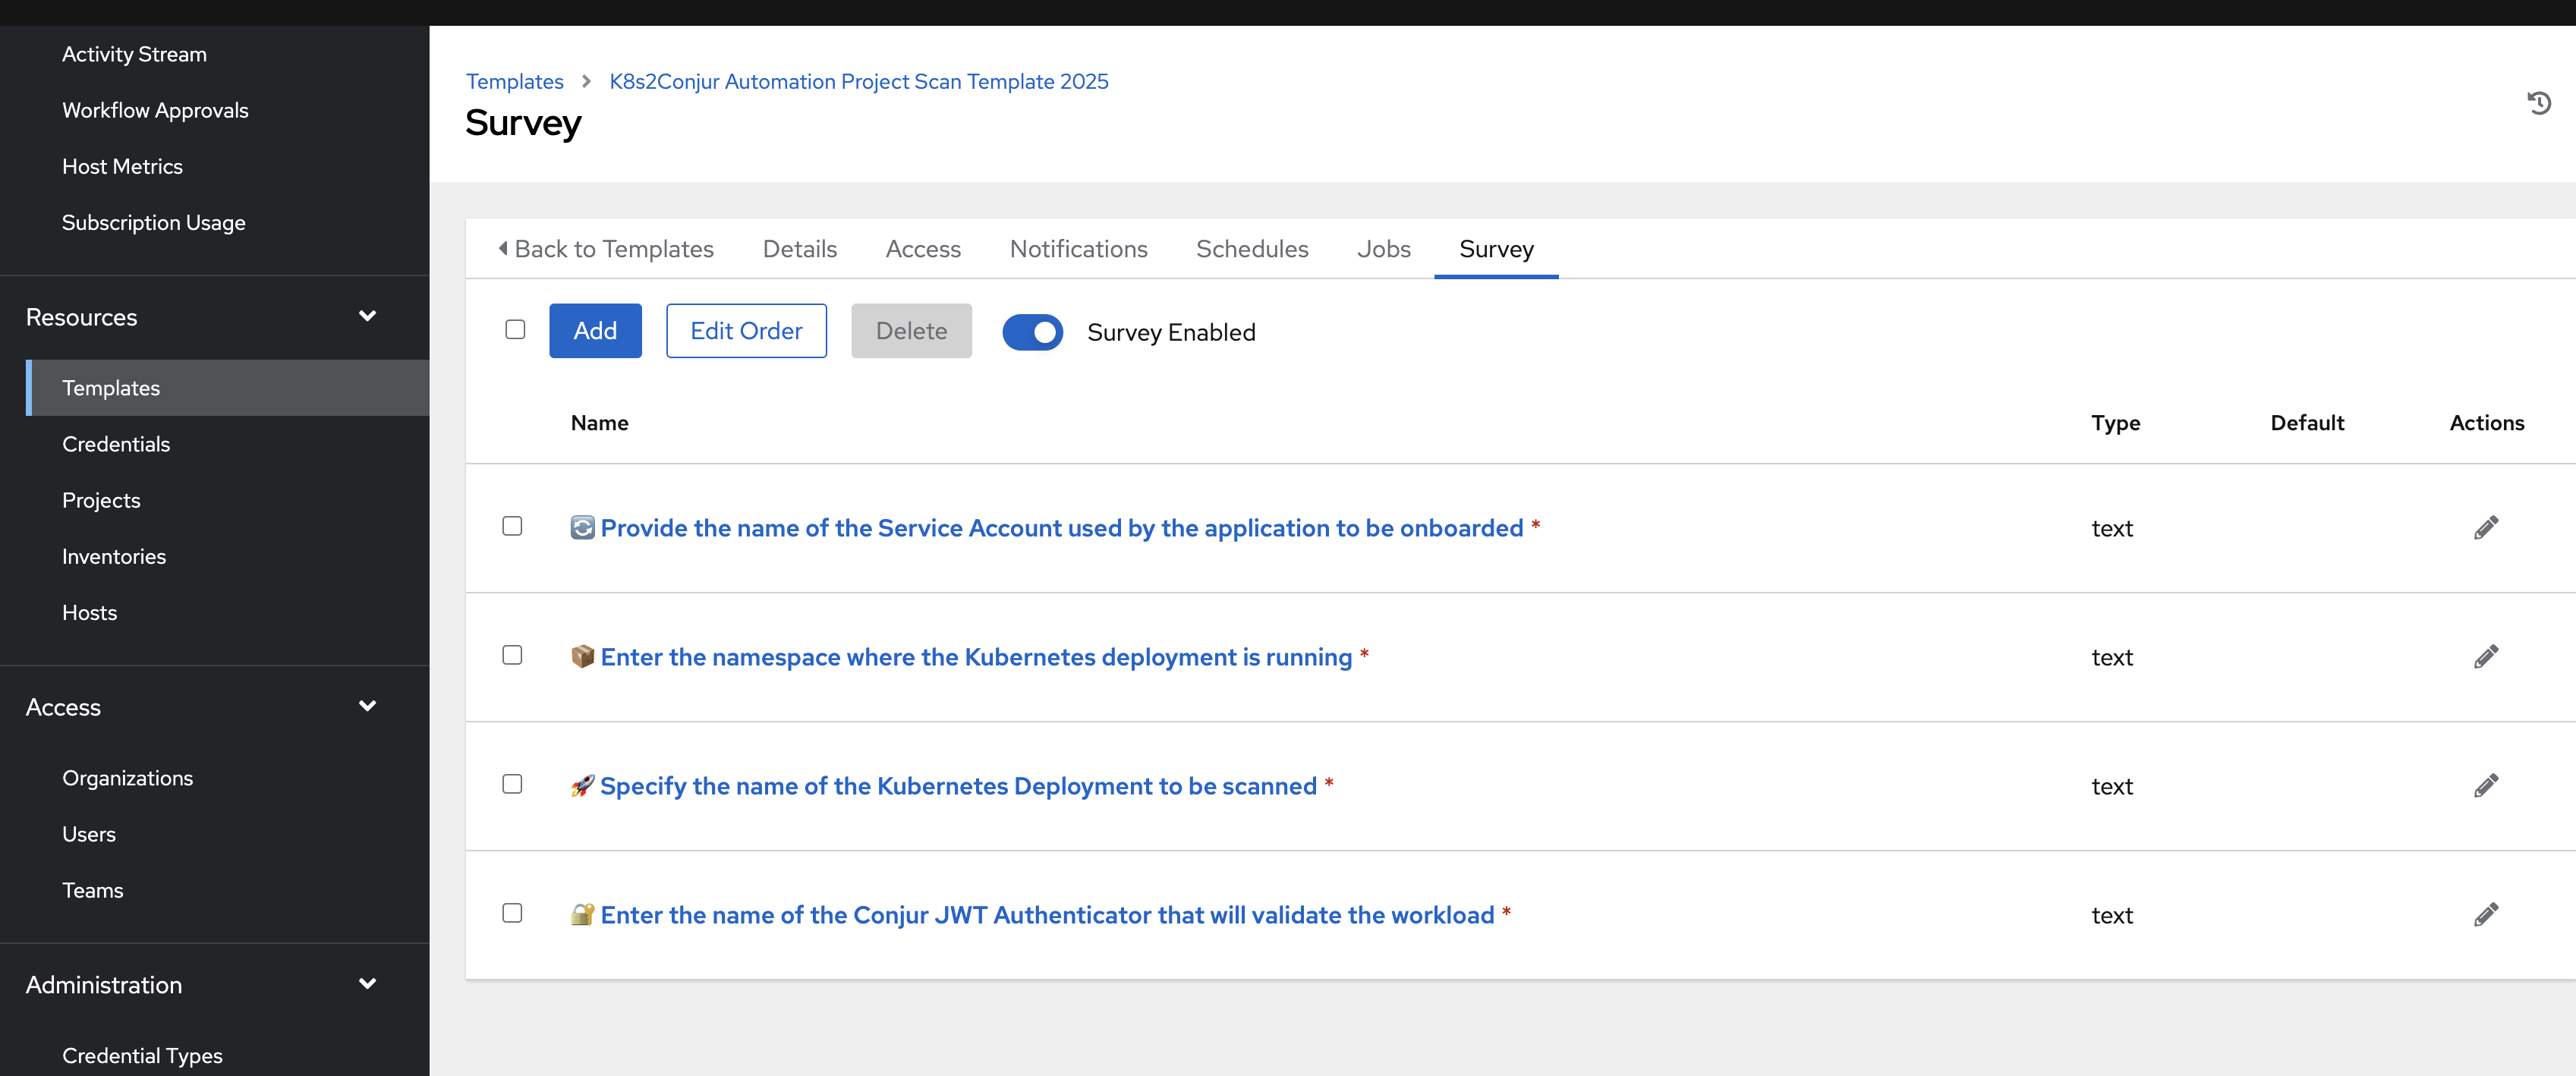 Activity Stream
Workflow Approvals
Host Metrics
Subscription Usage
Resources
Templates
Credentials
Projects
Inventories
Hosts
Access
Organizations
Users
Teams
Administration
Credential Types
Templates > K8s2Conjur Automation Project Scan Template 2025
Survey
Back to Templates Details Access Notifications Schedules Jobs Survey
Add Edit Order Delete Survey Enabled
Name Type Default Actions
🔄 Provide the name of the Service Account used by the application to be onboarded * text
📦 Enter the namespace where the Kubernetes deployment is running * text
🚀 Specify the name of the Kubernetes Deployment to be scanned * text
🔐 Enter the name of the Conjur JWT Authenticator that will validate the workload * text